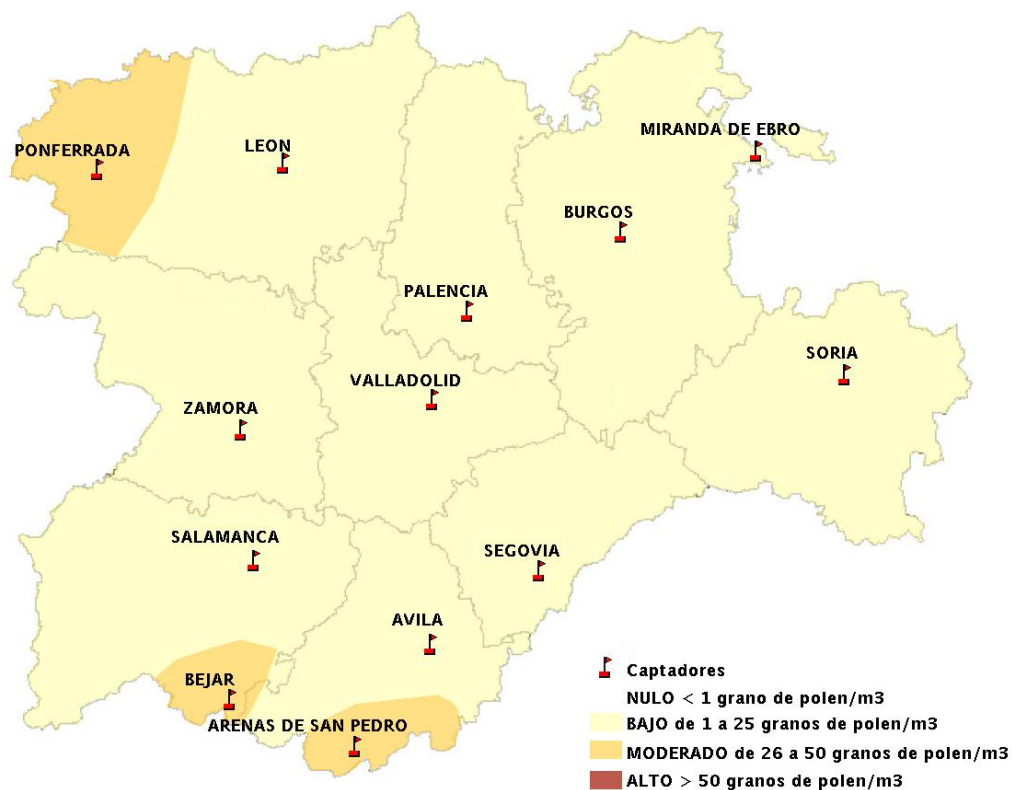 MIRANDA DE EBRO
PONFERRADA
LEON
BURGOS
PALENCIA
SORIA
VALLADOLID
ZAMORA
SALAMANCA
SEGOVIA
AVILA
BEJAR
ARENAS DE SAN PEDRO
Captadores
NULO < 1 grano de polen/m3
BAJO de 1 a 25 granos de polen/m3
MODERADO de 26 a 50 granos de polen/m3
ALTO > 50 granos de polen/m3